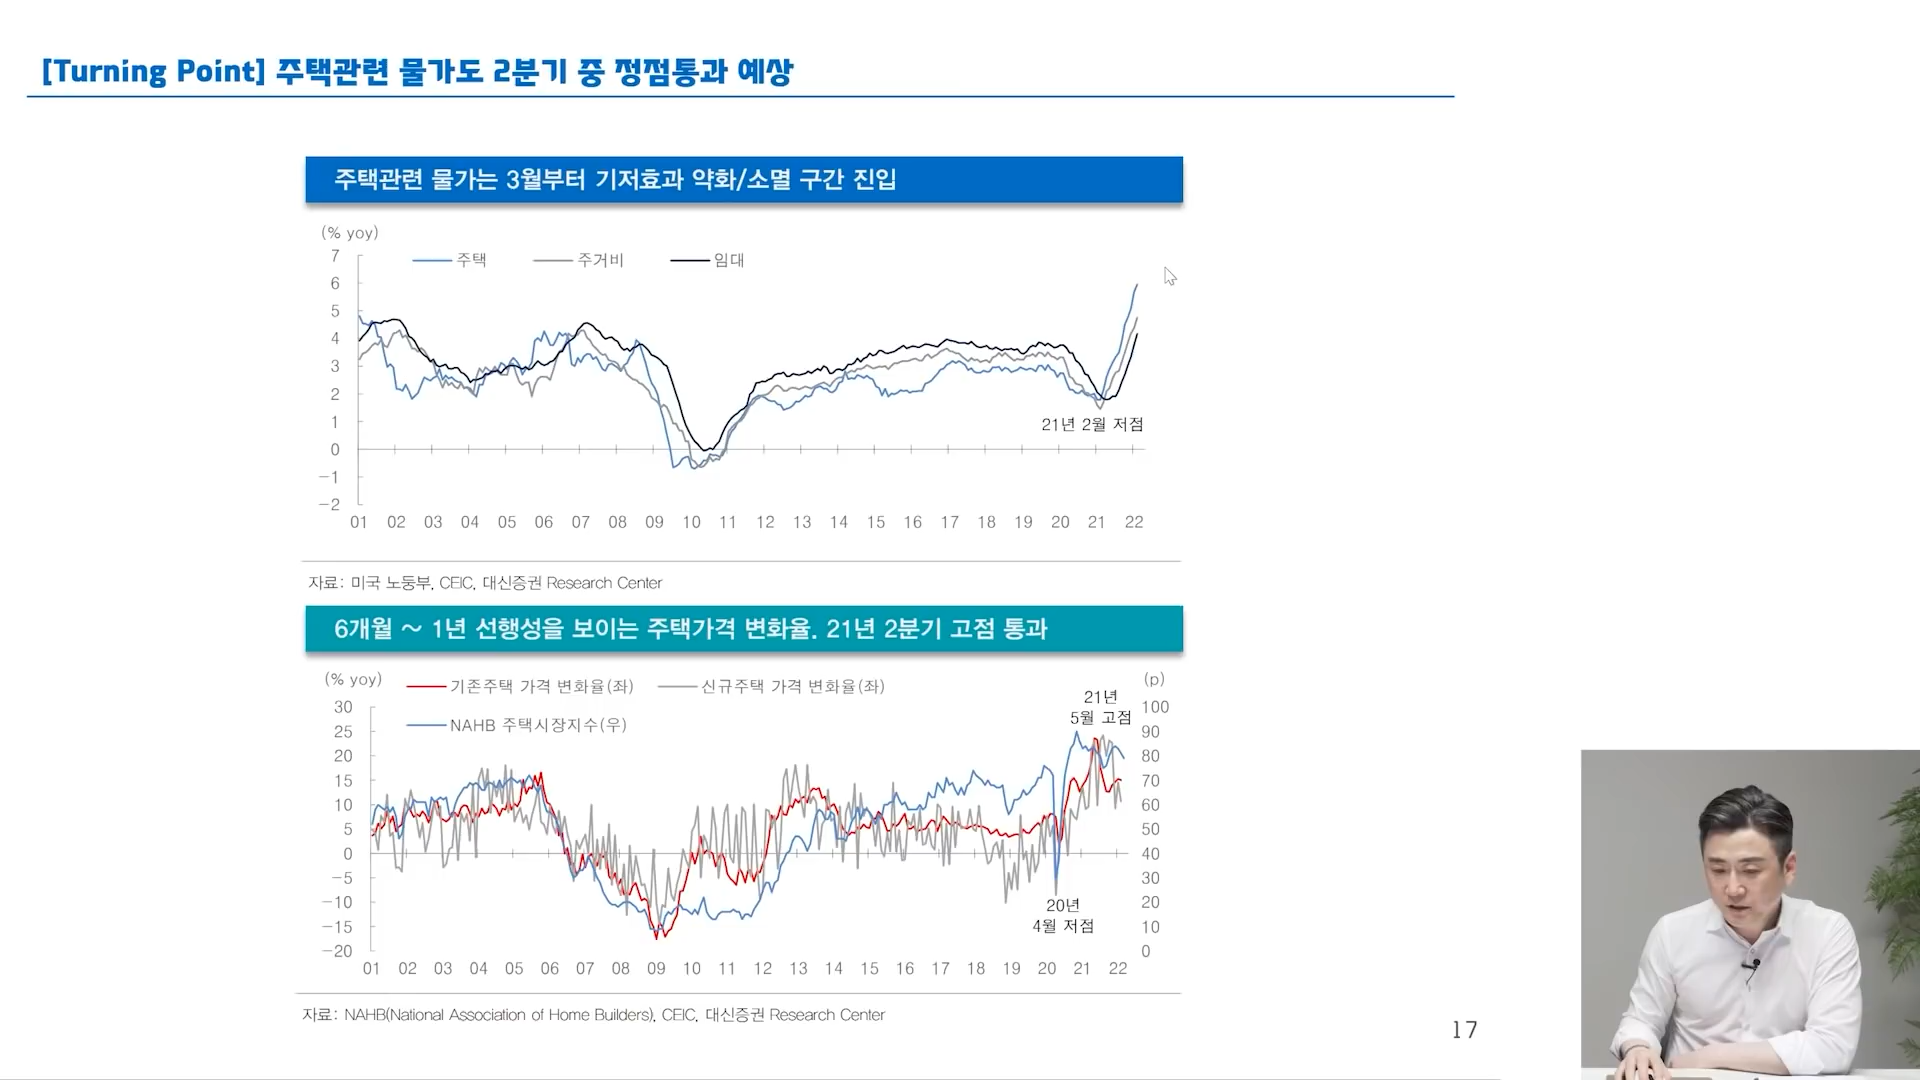 [Turning Point] 주택관련 물가도 2분기 중 정점통과 예상
주택관련 물가는 3월부터 기저효과 약화/소멸 구간 진입
(% yoy)
주택 주거비 임대
7
6
5
4
3
2
1
0
-1
-2
21년 2월 저점
01 02 03 04 05 06 07 08 09 10 11 12 13 14 15 16 17 18 19 20 21 22
자료: 미국 노동부, CEIC, 대신증권 Research Center
6개월 ~ 1년 선행성을 보이는 주택가격 변화율. 21년 2분기 고점 통과
(% yoy)
(p)
기존주택 가격 변화율(좌) 신규주택 가격 변화율(좌)
NAHB 주택시장지수(우)
21년
5월 고점
30
25
20
15
10
5
0
-5
-10
-15
-20
100
90
80
70
60
50
40
30
20
10
0
20년
4월 저점
01 02 03 04 05 06 07 08 09 10 11 12 13 14 15 16 17 18 19 20 21 22
자료: NAHB(National Association of Home Builders), CEIC, 대신증권 Research Center
17